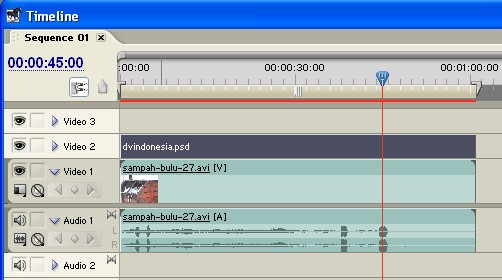 Timeline
Sequence 01
00:00:45:00
:00:00
00:00:30:00
00:01:00:00
Video 3
Video 2
dvindonesia.psd
Video 1
sampah-bulu-27.avi [V]
Audio 1
sampah-bulu-27.avi [A]
L
R
Audio 2